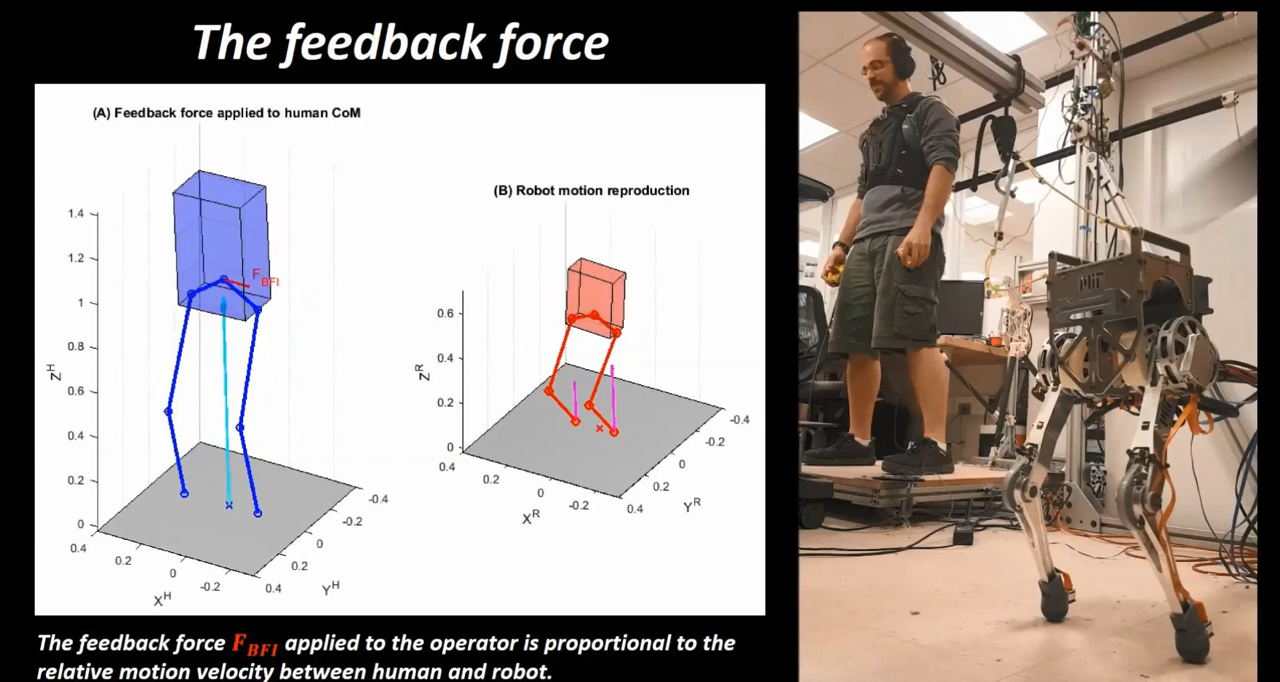 The feedback force
(A) Feedback force applied to human CoM
F BFI
1.4
1.2
1
0.8
0.6
0.4
0.2
0
Z^H
0.4
0.2
0
-0.2
X^H
-0.4
-0.2
0
0.2
0.4
Y^H
(B) Robot motion reproduction
0.6
0.4
0.2
0
Z^R
0.4
0.2
0
-0.2
X^R
-0.4
-0.2
0
0.2
0.4
Y^R
The feedback force F_BFI applied to the operator is proportional to the
relative motion velocity between human and robot.
MIT